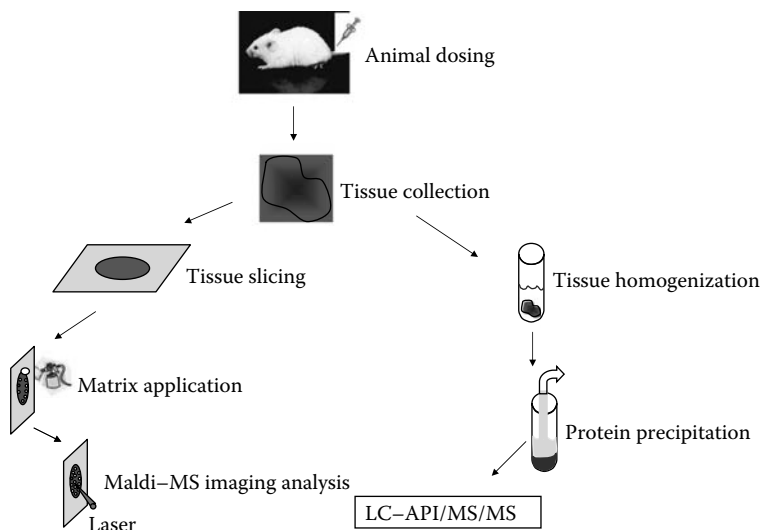 Animal dosing
Tissue collection
Tissue slicing
Tissue homogenization
Matrix application
Protein precipitation
Maldi–MS imaging analysis
LC–API/MS/MS
Laser